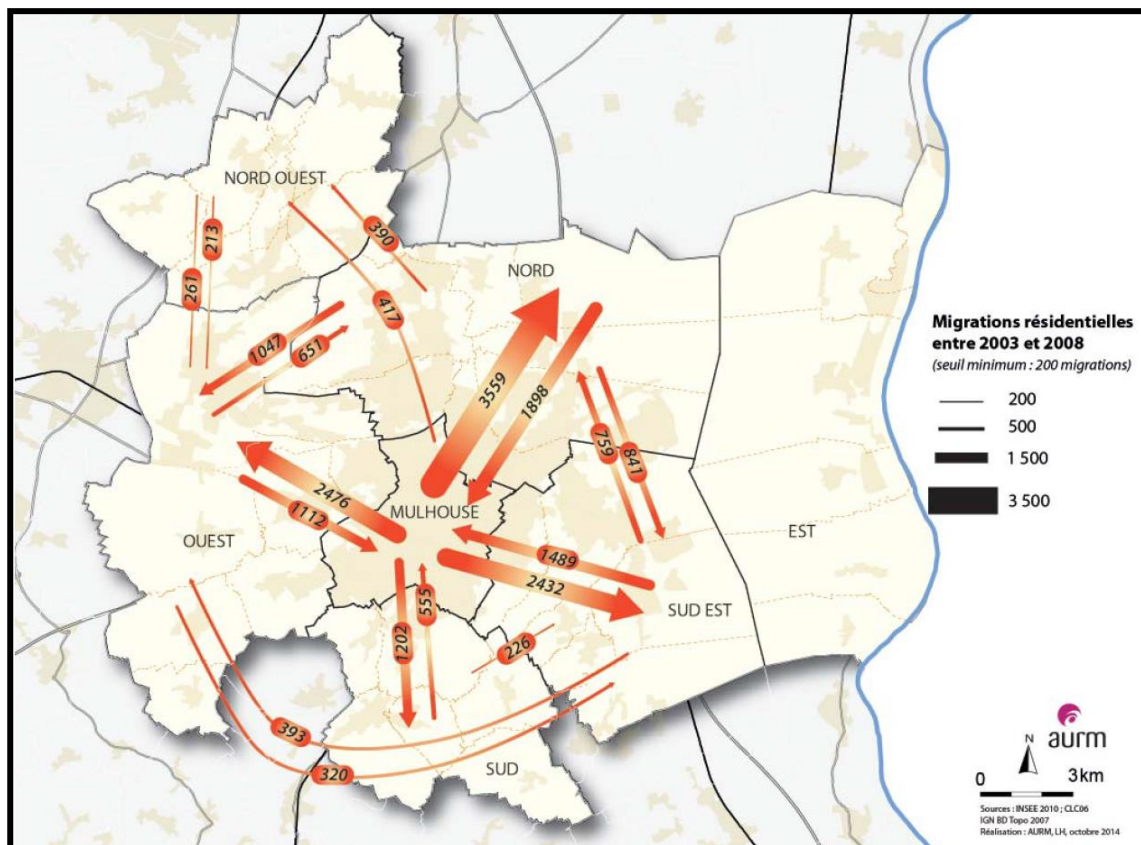 NORD OUEST
213
261
390
417
NORD
1047
651
3559
1898
759
841
2476
1112
MULHOUSE
OUEST
EST
1489
2432
SUD EST
1202
555
226
393
320
SUD
Migrations résidentielles
entre 2003 et 2008
(seuil minimum : 200 migrations)
200
500
1 500
3 500
aurm
N
0 3km
Sources : INSEE 2010 ; CLC06
IGN BD Topo 2007
Réalisation : AURM, LH, octobre 2014